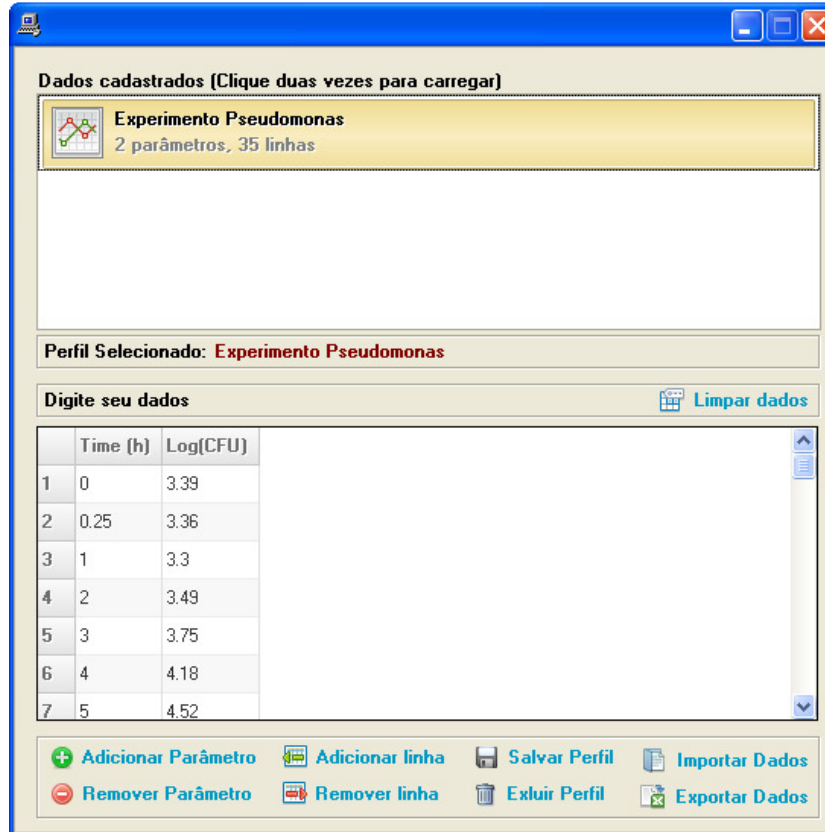 Dados cadastrados (Clique duas vezes para carregar)
Experimento Pseudomonas
2 parâmetros, 35 linhas
Perfil Selecionado: Experimento Pseudomonas
Digite seu dados Limpar dados
Time (h) Log(CFU)
1 0 3.39
2 0.25 3.36
3 1 3.3
4 2 3.49
5 3 3.75
6 4 4.18
7 5 4.52
Adicionar Parâmetro Adicionar linha Salvar Perfil Importar Dados
Remover Parâmetro Remover linha Exluir Perfil Exportar Dados